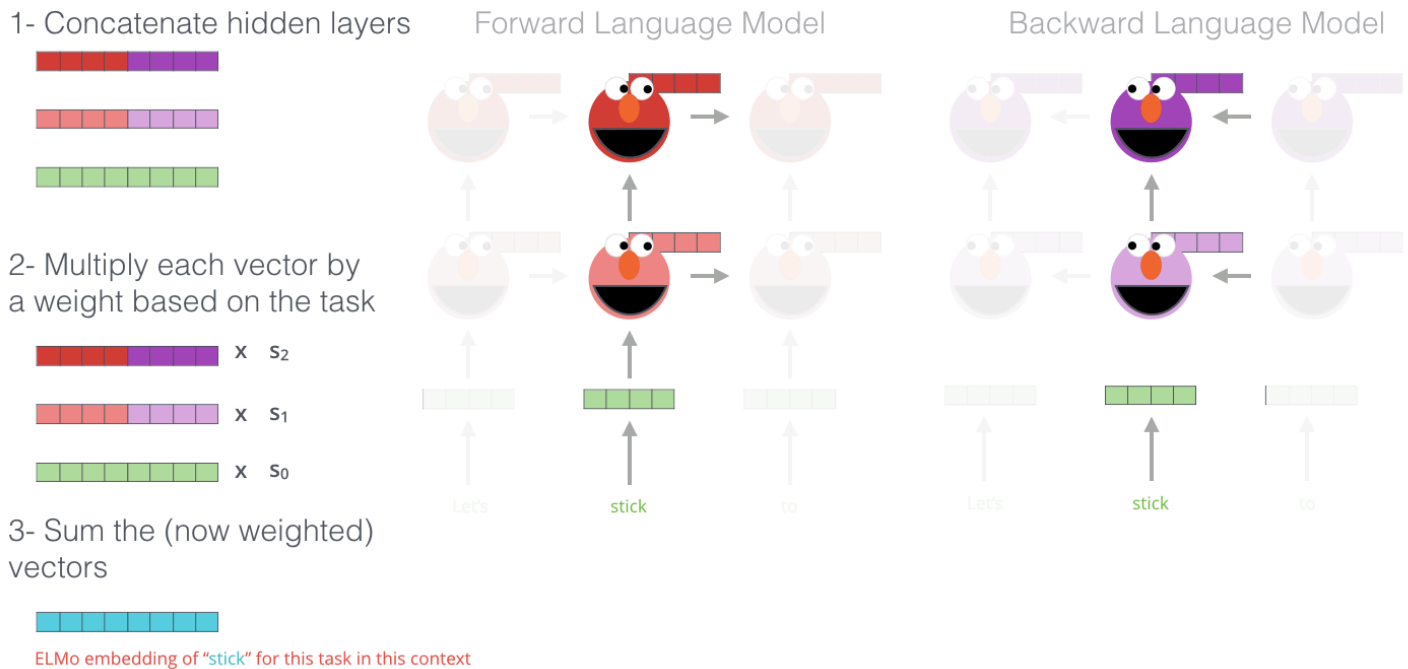 1- Concatenate hidden layers
Forward Language Model
Backward Language Model
2- Multiply each vector by
a weight based on the task
x s2
x s1
x s0
Let's
stick
to
Let's
stick
to
3- Sum the (now weighted)
vectors
ELMo embedding of “stick” for this task in this context